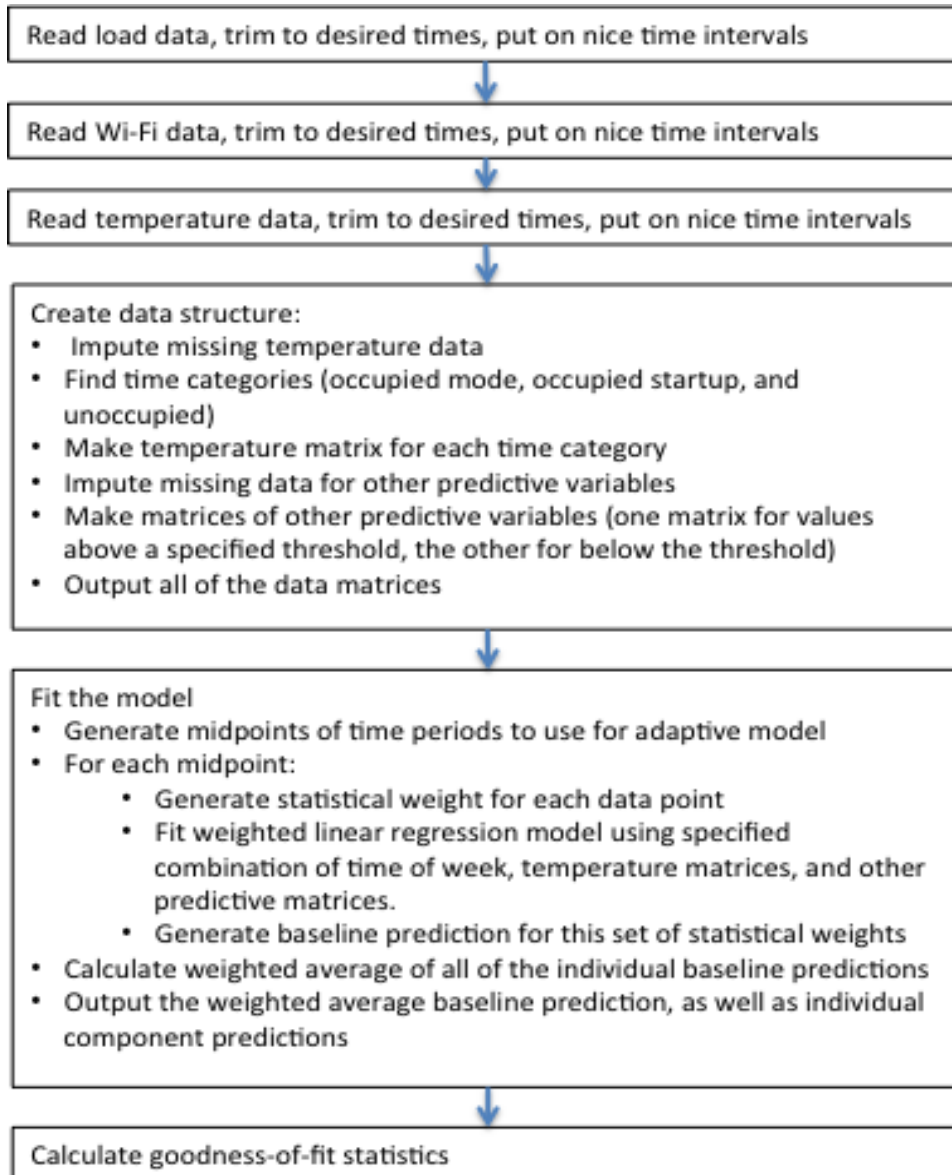 Read load data, trim to desired times, put on nice time intervals
Read Wi-Fi data, trim to desired times, put on nice time intervals
Read temperature data, trim to desired times, put on nice time intervals
Create data structure:
• Impute missing temperature data
• Find time categories (occupied mode, occupied startup, and
unoccupied)
• Make temperature matrix for each time category
• Impute missing data for other predictive variables
• Make matrices of other predictive variables (one matrix for values
above a specified threshold, the other for below the threshold)
• Output all of the data matrices
Fit the model
• Generate midpoints of time periods to use for adaptive model
• For each midpoint:
• Generate statistical weight for each data point
• Fit weighted linear regression model using specified
combination of time of week, temperature matrices, and other
predictive matrices.
• Generate baseline prediction for this set of statistical weights
• Calculate weighted average of all of the individual baseline predictions
• Output the weighted average baseline prediction, as well as individual
component predictions
Calculate goodness-of-fit statistics